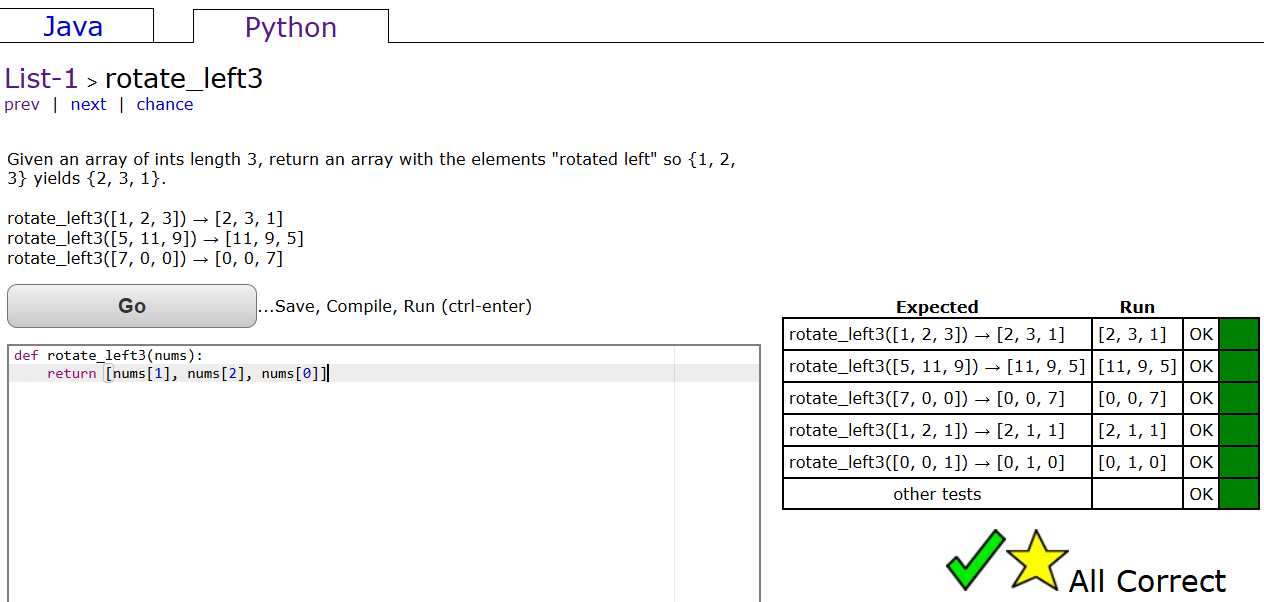 Java
Python
List-1 > rotate_left3
prev | next | chance
Given an array of ints length 3, return an array with the elements "rotated left" so {1, 2,
3} yields {2, 3, 1}.
rotate_left3([1, 2, 3]) → [2, 3, 1]
rotate_left3([5, 11, 9]) → [11, 9, 5]
rotate_left3([7, 0, 0]) → [0, 0, 7]
Go ...Save, Compile, Run (ctrl-enter)
def rotate_left3(nums):
    return [nums[1], nums[2], nums[0]]
Expected Run
rotate_left3([1, 2, 3]) → [2, 3, 1] [2, 3, 1] OK
rotate_left3([5, 11, 9]) → [11, 9, 5] [11, 9, 5] OK
rotate_left3([7, 0, 0]) → [0, 0, 7] [0, 0, 7] OK
rotate_left3([1, 2, 1]) → [2, 1, 1] [2, 1, 1] OK
rotate_left3([0, 0, 1]) → [0, 1, 0] [0, 1, 0] OK
other tests OK
All Correct